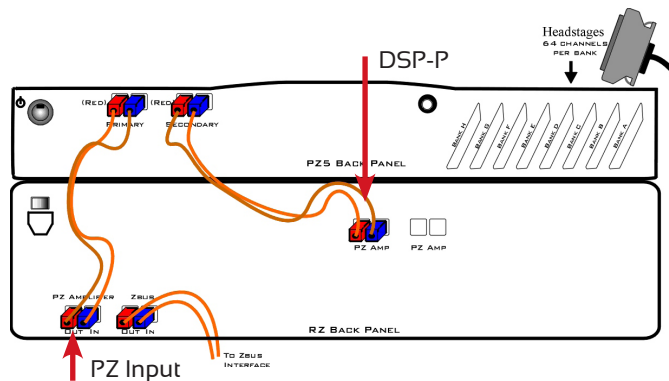 DSP-P
Headstages
64 CHANNELS
PER BANK
(RED)
(RED)
PRIMARY
SECONDARY
BANK H
BANK G
BANK F
BANK E
BANK D
BANK C
BANK B
BANK A
PZ5 BACK PANEL
PZ AMP
PZ AMP
PZ AMPLIFIER
ZBUS
OUT IN
OUT IN
RZ BACK PANEL
TO ZBUS
INTERFACE
PZ Input